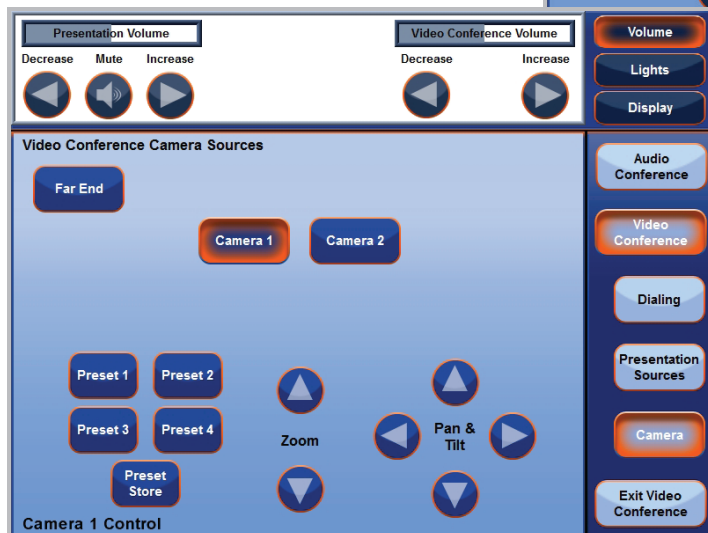 Presentation Volume
Video Conference Volume
Volume
Decrease Mute Increase
Decrease Increase
Lights
Display
Video Conference Camera Sources
Audio
Conference
Far End
Video
Conference
Camera 1 Camera 2
Dialing
Presentation
Sources
Preset 1 Preset 2
Preset 3 Preset 4
Zoom
Pan &
Tilt
Camera
Preset
Store
Exit Video
Conference
Camera 1 Control